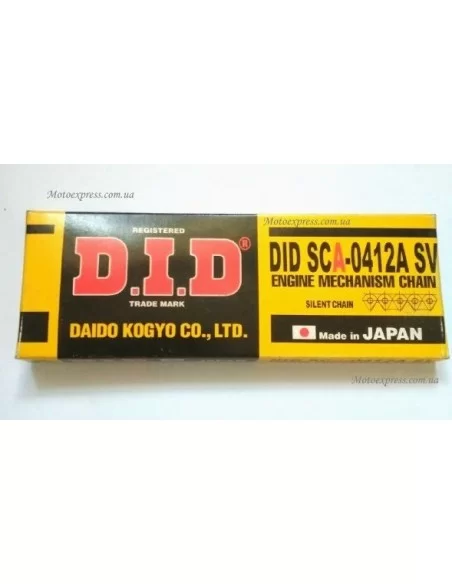 Motoexpress.com.ua
Motoexpress.com.ua
REGISTERED
D.I.D®
TRADE MARK
DAIDO KOGYO CO., LTD.
DID SCA-0412A SV
ENGINE MECHANISM CHAIN
SILENT CHAIN
Made in JAPAN
Motoexpress.com.ua